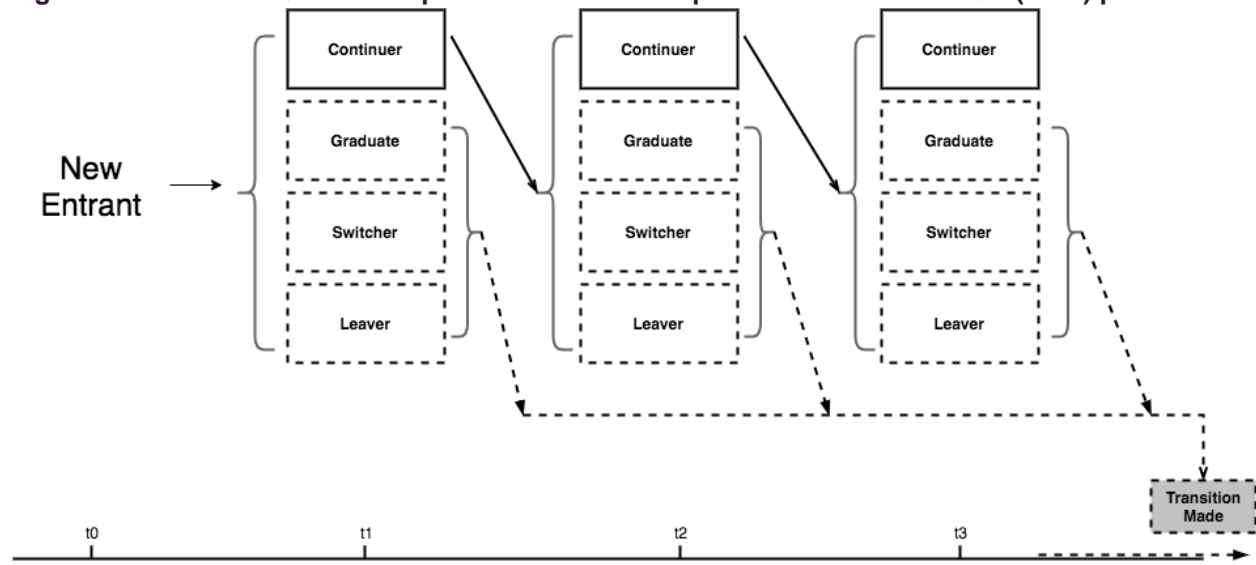 Continuer
Continuer
Continuer
Graduate
Graduate
Graduate
New
Entrant
Switcher
Switcher
Switcher
Leaver
Leaver
Leaver
Transition
Made
t0
t1
t2
t3